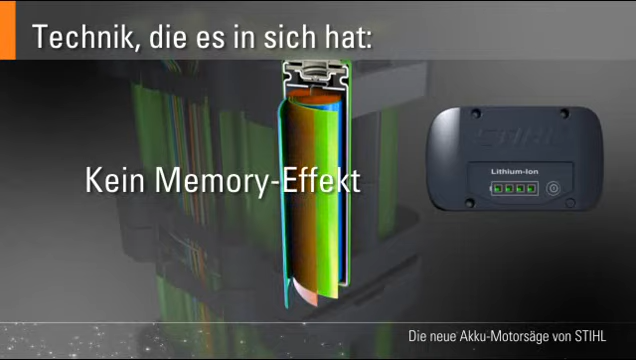 Technik, die es in sich hat:
STIHL
Kein Memory-Effekt
Lithium-Ion
Die neue Akku-Motorsäge von STIHL